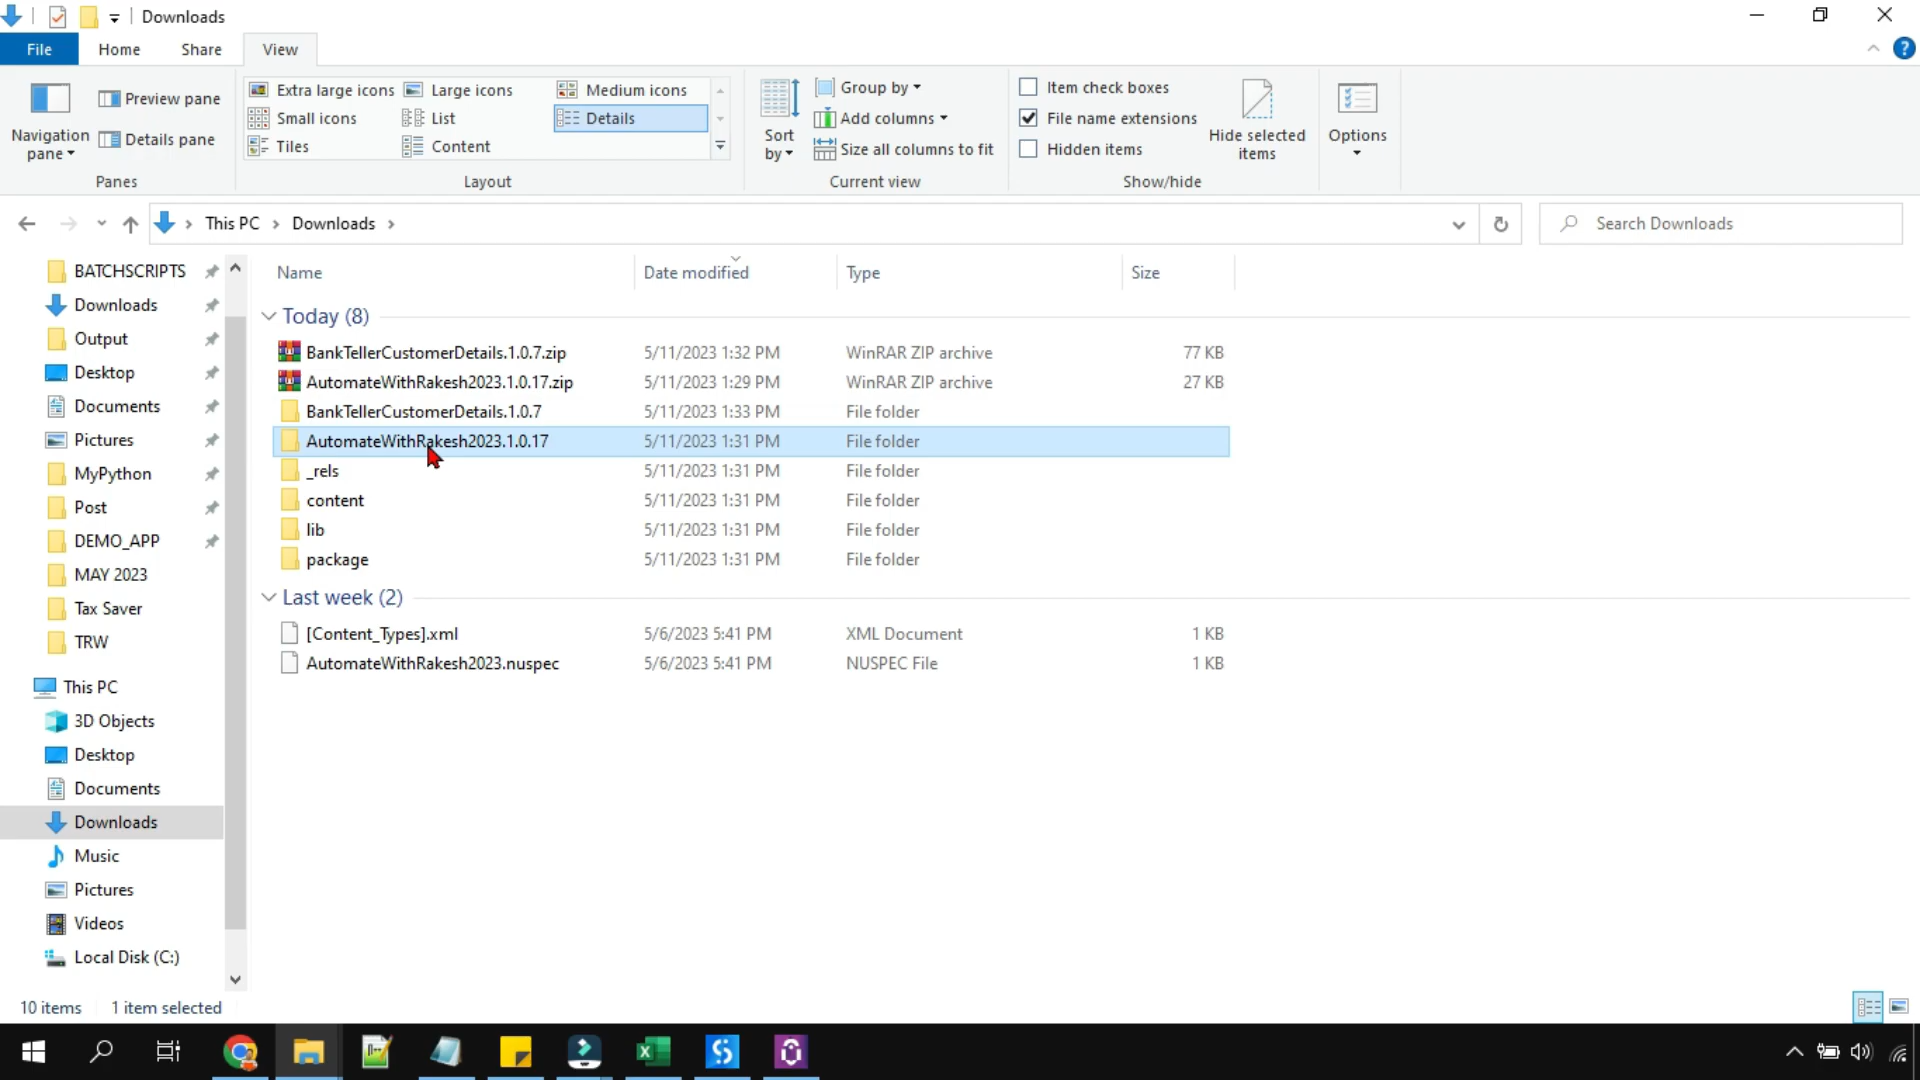 Downloads
File Home Share View
Navigation pane
Preview pane
Details pane
Panes
Extra large icons Large icons Medium icons
Small icons List Details
Tiles Content
Layout
Sort by
Group by
Add columns
Size all columns to fit
Current view
Item check boxes
File name extensions
Hidden items
Hide selected items
Show/hide
Options
This PC > Downloads >
Search Downloads
BATCHSCRIPTS
Downloads
Output
Desktop
Documents
Pictures
MyPython
Post
DEMO_APP
MAY 2023
Tax Saver
TRW
This PC
3D Objects
Desktop
Documents
Downloads
Music
Pictures
Videos
Local Disk (C:)
Name Date modified Type Size
Today (8)
BankTellerCustomerDetails.1.0.7.zip 5/11/2023 1:32 PM WinRAR ZIP archive 77 KB
AutomateWithRakesh2023.1.0.17.zip 5/11/2023 1:29 PM WinRAR ZIP archive 27 KB
BankTellerCustomerDetails.1.0.7 5/11/2023 1:33 PM File folder
AutomateWithRakesh2023.1.0.17 5/11/2023 1:31 PM File folder
_rels 5/11/2023 1:31 PM File folder
content 5/11/2023 1:31 PM File folder
lib 5/11/2023 1:31 PM File folder
package 5/11/2023 1:31 PM File folder
Last week (2)
[Content_Types].xml 5/6/2023 5:41 PM XML Document 1 KB
AutomateWithRakesh2023.nuspec 5/6/2023 5:41 PM NUSPEC File 1 KB
10 items 1 item selected